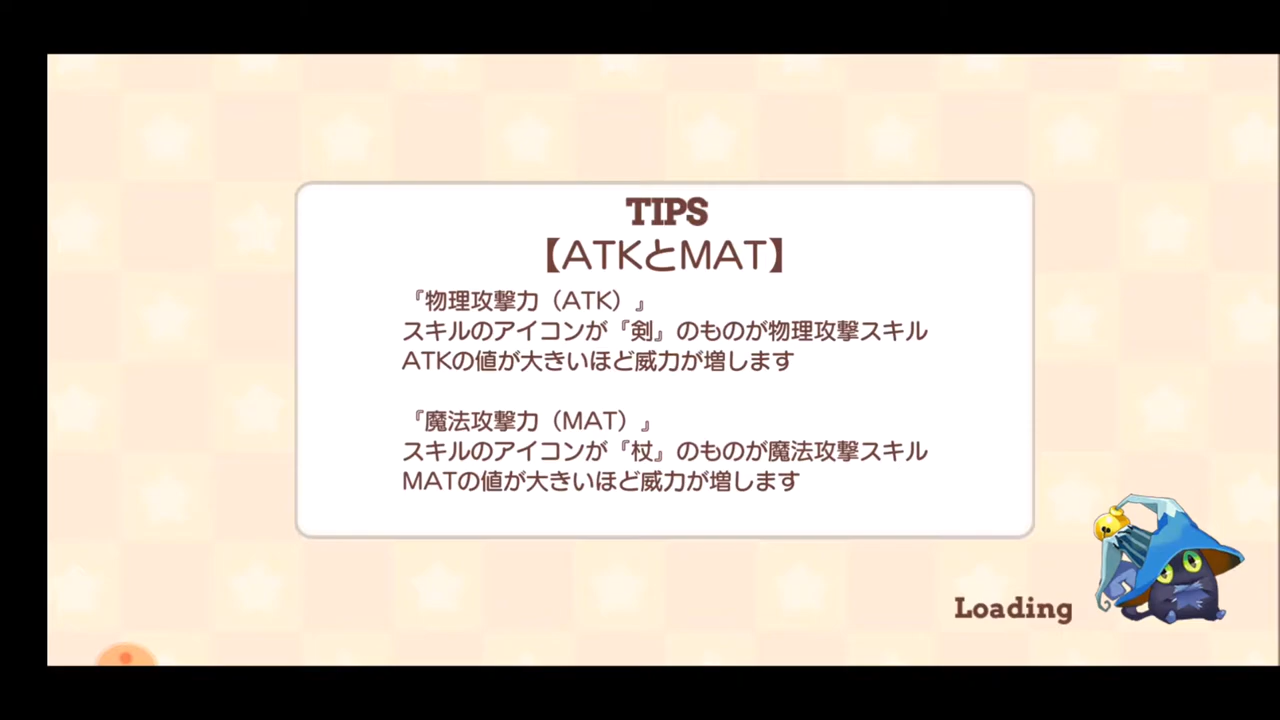 TIPS
【ATKとMAT】
『物理攻撃力（ATK）』
スキルのアイコンが『剣』のものが物理攻撃スキル
ATKの値が大きいほど威力が増します
『魔法攻撃力（MAT）』
スキルのアイコンが『杖』のものが魔法攻撃スキル
MATの値が大きいほど威力が増します
Loading